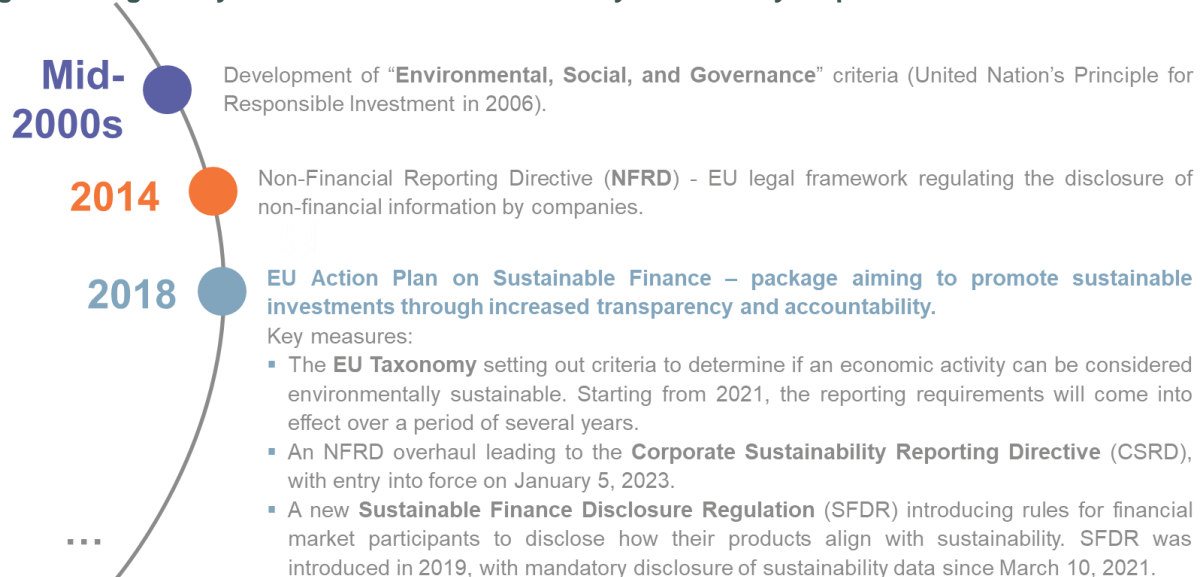 Mid-
2000s
Development of “Environmental, Social, and Governance” criteria (United Nation’s Principle for
Responsible Investment in 2006).
2014
Non-Financial Reporting Directive (NFRD) - EU legal framework regulating the disclosure of
non-financial information by companies.
2018
EU Action Plan on Sustainable Finance – package aiming to promote sustainable
investments through increased transparency and accountability.
Key measures:
▪ The EU Taxonomy setting out criteria to determine if an economic activity can be considered
environmentally sustainable. Starting from 2021, the reporting requirements will come into
effect over a period of several years.
▪ An NFRD overhaul leading to the Corporate Sustainability Reporting Directive (CSRD),
with entry into force on January 5, 2023.
▪ A new Sustainable Finance Disclosure Regulation (SFDR) introducing rules for financial
market participants to disclose how their products align with sustainability. SFDR was
introduced in 2019, with mandatory disclosure of sustainability data since March 10, 2021.
...